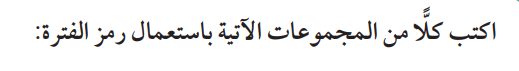 اكتب كلًّا من المجموعات الآتية باستعمال رمز الفترة: